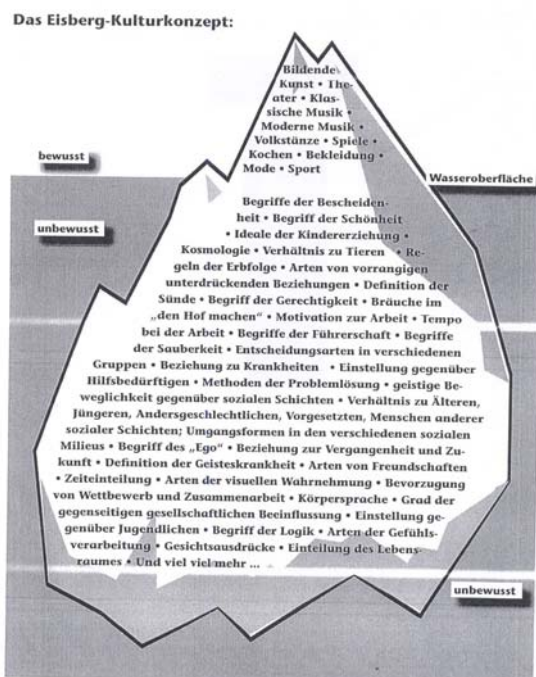 Das Eisberg-Kulturkonzept:
Bildende
Kunst • The-
ater • Klas-
sische Musik •
Moderne Musik •
Volkstänze • Spiele •
Kochen • Bekleidung •
Mode • Sport
bewusst
Wasseroberfläche
unbewusst
Begriffe der Bescheiden-
heit • Begriff der Schönheit
• Ideale der Kindererziehung •
Kosmologie • Verhältnis zu Tieren • Re-
geln der Erbfolge • Arten von vorrangigen
unterdrückenden Beziehungen • Definition der
Sünde • Begriff der Gerechtigkeit • Bräuche im
„den Hof machen“ • Motivation zur Arbeit • Tempo
bei der Arbeit • Begriffe der Führerschaft • Begriffe
der Sauberkeit • Entscheidungsarten in verschiedenen
Gruppen • Beziehung zu Krankheiten • Einstellung gegenüber
Hilfsbedürftigen • Methoden der Problemlösung • geistige Be-
weglichkeit gegenüber sozialen Schichten • Verhältnis zu Älteren,
Jüngeren, Andersgeschlechtlichen, Vorgesetzten, Menschen anderer
sozialer Schichten; Umgangsformen in den verschiedenen sozialen
Milieus • Begriff des „Ego“ • Beziehung zur Vergangenheit und Zu-
kunft • Definition der Geisteskrankheit • Arten von Freundschaften
• Zeiteinteilung • Arten der visuellen Wahrnehmung • Bevorzugung
von Wettbewerb und Zusammenarbeit • Körpersprache • Grad der
gegenseitigen gesellschaftlichen Beeinflussung • Einstellung ge-
genüber Jugendlichen • Begriff der Logik • Arten der Gefühls-
verarbeitung • Gesichtsausdrücke • Einteilung des Lebens-
raumes • Und viel viel mehr ...
unbewusst